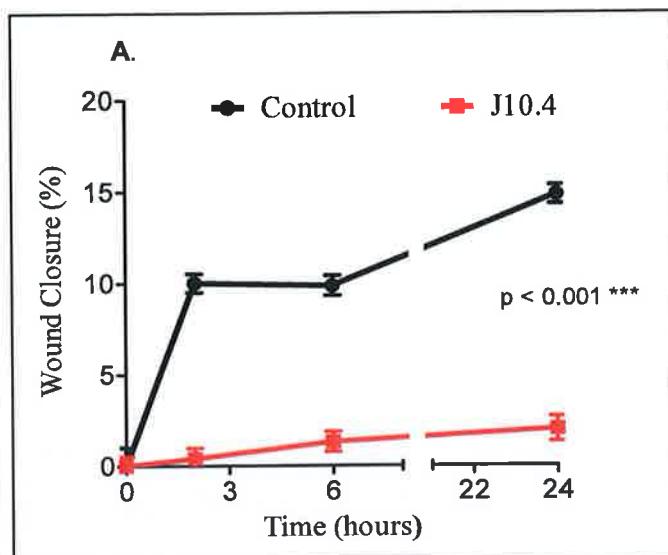 A.
20
Control J10.4
15
10
5
0
Wound Closure (%)
p < 0.001 ***
0 3 6 22 24
Time (hours)